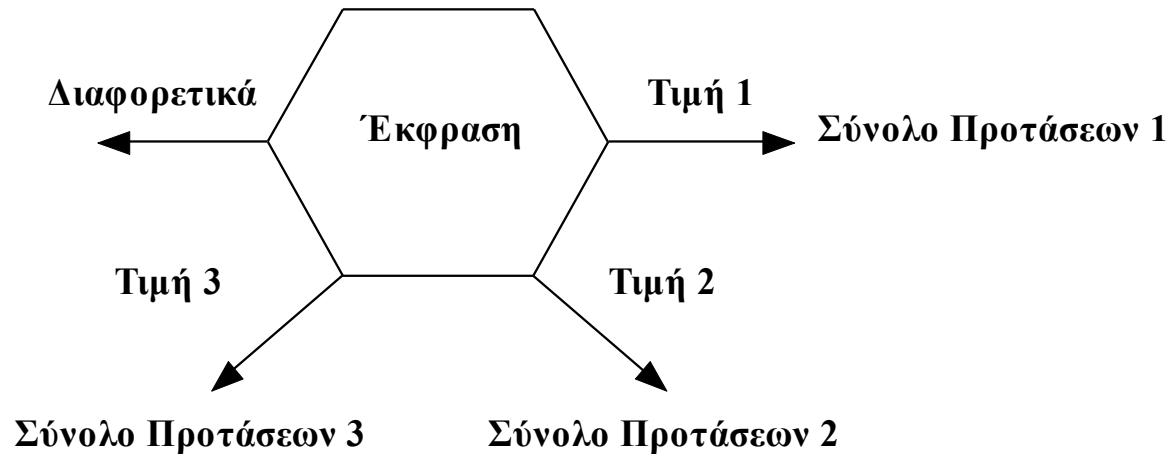 Διαφορετικά
Τιμή 1
Έκφραση
Σύνολο Προτάσεων 1
Τιμή 3
Τιμή 2
Σύνολο Προτάσεων 3
Σύνολο Προτάσεων 2